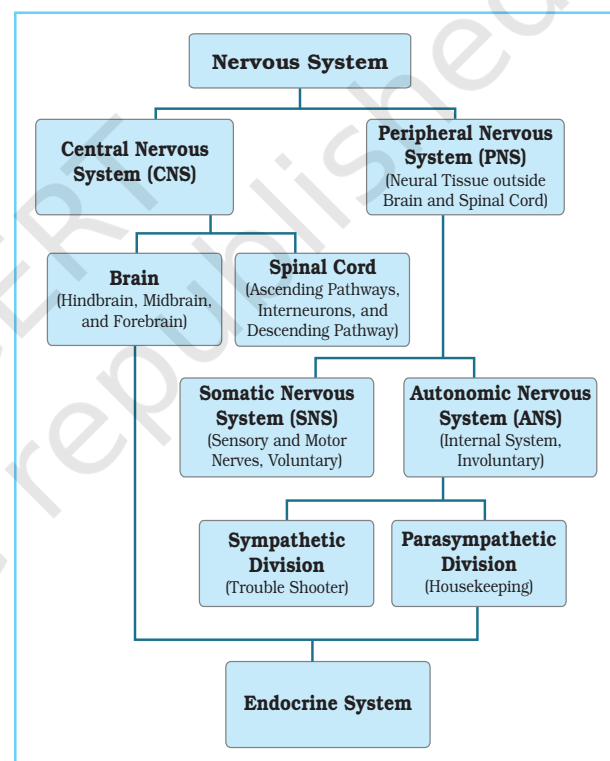 Nervous System
Central Nervous
System (CNS)
Peripheral Nervous
System (PNS)
(Neural Tissue outside
Brain and Spinal Cord)
Brain
(Hindbrain, Midbrain,
and Forebrain)
Spinal Cord
(Ascending Pathways,
Interneurons, and
Descending Pathway)
Somatic Nervous
System (SNS)
(Sensory and Motor
Nerves, Voluntary)
Autonomic Nervous
System (ANS)
(Internal System,
Involuntary)
Sympathetic
Division
(Trouble Shooter)
Parasympathetic
Division
(Housekeeping)
Endocrine System
republished